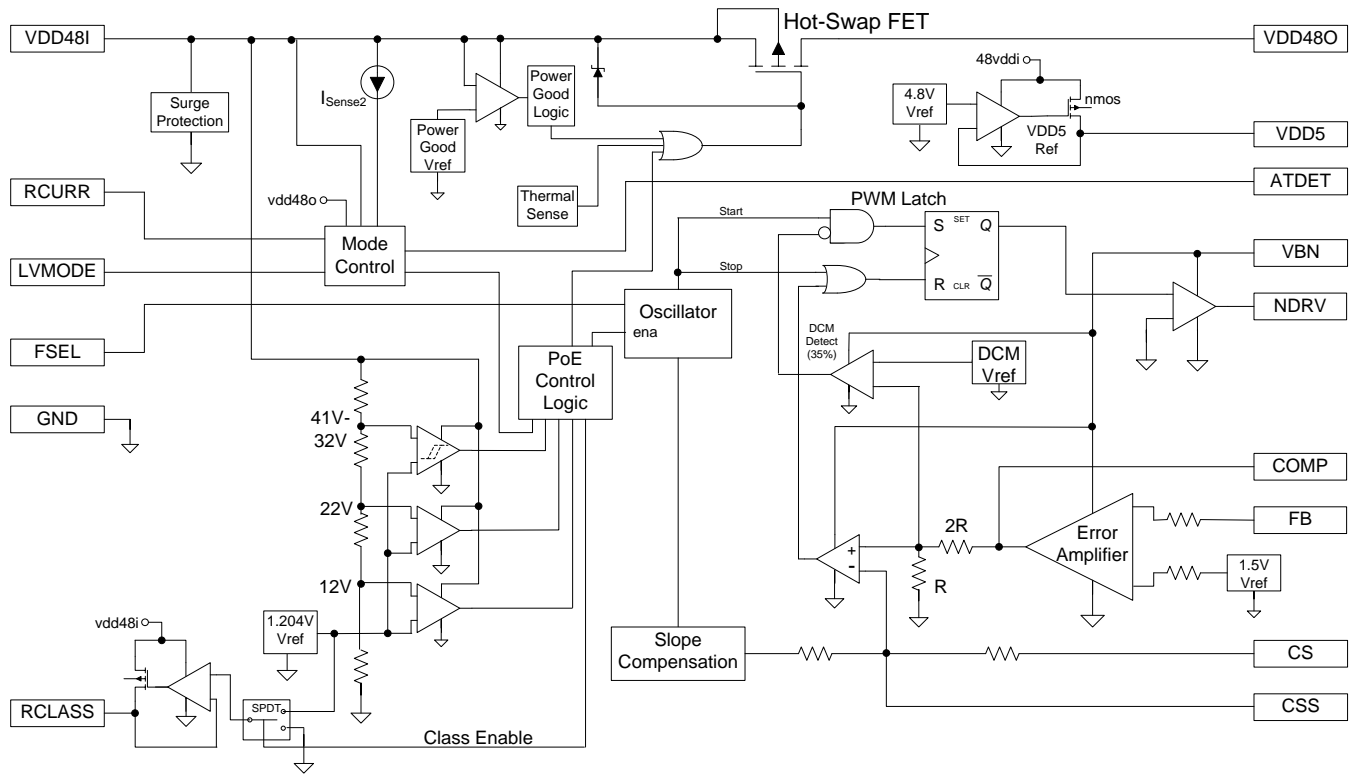 Hot-Swap FET
VDD48I
VDD48O
48vddi
ISense2
Power
Good
Logic
4.8V
Vref
nmos
Surge
Protection
Power
Good
Vref
VDD5
Ref
VDD5
RCURR
Thermal
Sense
ATDET
vdd48o
PWM Latch
Start
S SET Q
Mode
Control
VBN
LVMODE
Stop
R CLR Q
Oscillator
ena
NDRV
FSEL
DCM
Detect
(35%)
DCM
Vref
PoE
Control
Logic
GND
41V-
32V
COMP
22V
2R
Error
Amplifier
FB
+
-
1.5V
Vref
12V
R
1.204V
Vref
vdd48i
Slope
Compensation
CS
RCLASS
SPDT
CSS
Class Enable